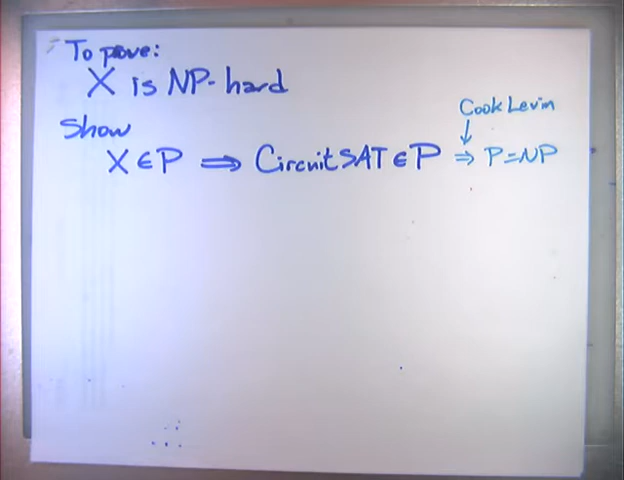 To prove:
X is NP-hard
Show
Cook Levin
↓
X ∈ P ⟹ CircuitSAT ∈ P ⇒ P=NP